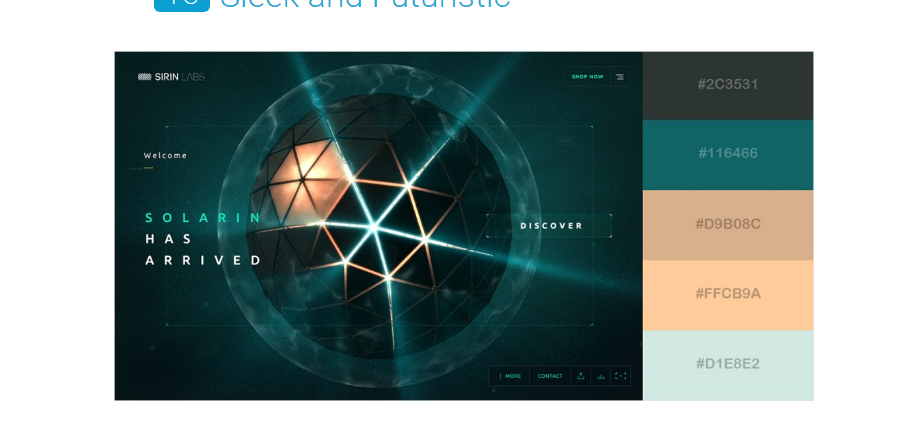 Sleek and Futuristic
SIRIN LABS
SHOP NOW
#2C3531
Welcome
#116466
SOLARIN
HAS
ARRIVED
DISCOVER
#D9B08C
#FFCB9A
#D1E8E2
MORE
CONTACT